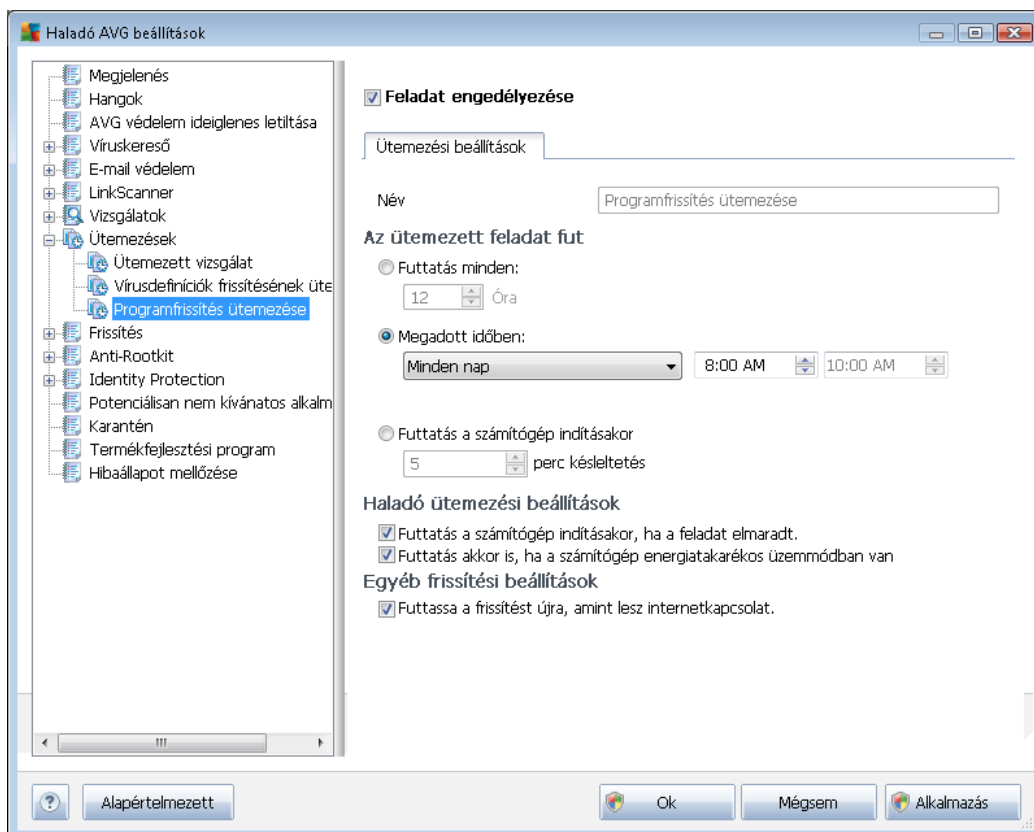 Haladó AVG beállítások
Megjelenés
Hangok
AVG védelem ideiglenes letiltása
Víruskereső
E-mail védelem
LinkScanner
Vizsgálatok
Ütemezések
Ütemezett vizsgálat
Vírusdefiníciók frissítésének üte
Programfrissítés ütemezése
Frissítés
Anti-Rootkit
Identity Protection
Potenciálisan nem kívánatos alkalm
Karantén
Termékfejlesztési program
Hibaállapot mellőzése
Feladat engedélyezése
Ütemezési beállítások
Név Programfrissítés ütemezése
Az ütemezett feladat fut
Futtatás minden:
12 Óra
Megadott időben:
Minden nap 8:00 AM 10:00 AM
Futtatás a számítógép indításakor
5 perc késleltetés
Haladó ütemezési beállítások
Futtatás a számítógép indításakor, ha a feladat elmaradt.
Futtatás akkor is, ha a számítógép energiatakarékos üzemmódban van
Egyéb frissítési beállítások
Futtassa a frissítést újra, amint lesz internetkapcsolat.
? Alapértelmezett Ok Mégsem Alkalmazás